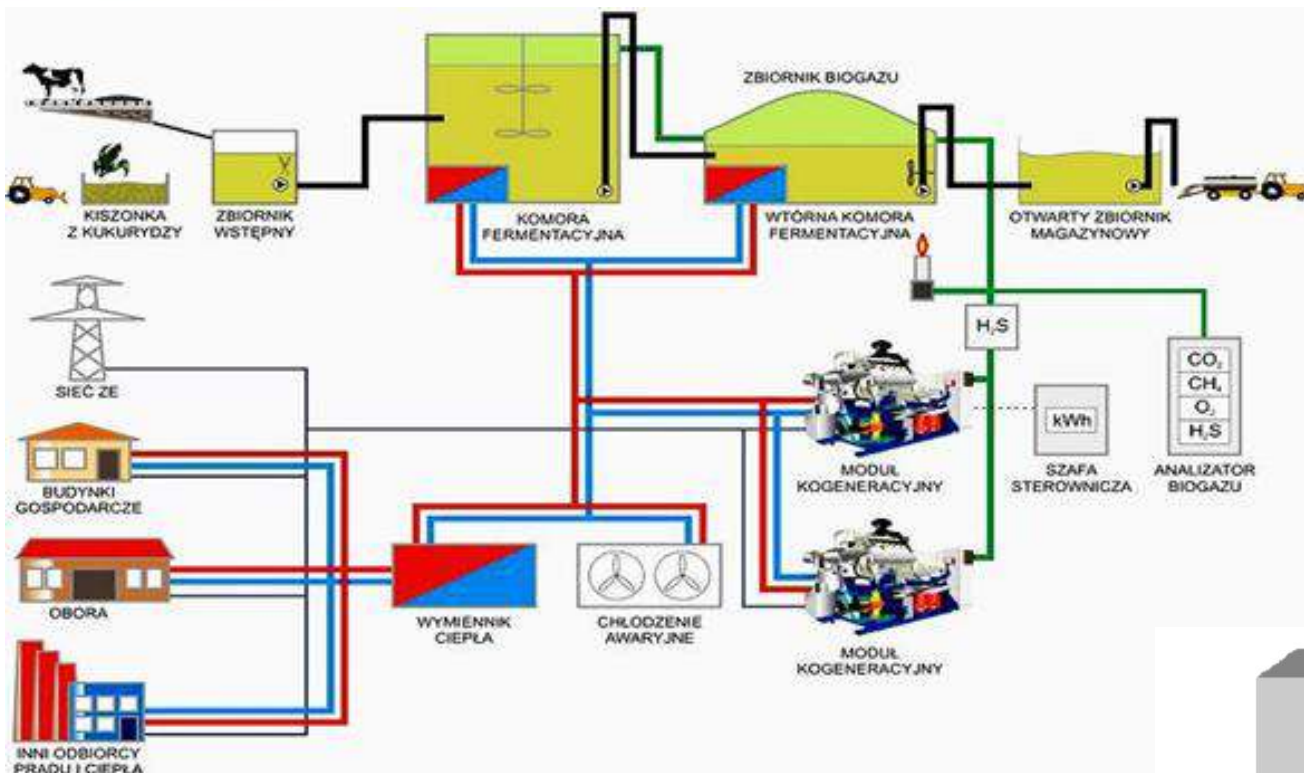 ZBIORNIK BIOGAZU
KISZONKA
Z KUKURYDZY
ZBIORNIK
WSTĘPNY
KOMORA
FERMENTACYJNA
WTÓRNA KOMORA
FERMENTACYJNA
OTWARTY ZBIORNIK
MAGAZYNOWY
SIEĆ ZE
H₂S
CO₂
CH₄
O₂
H₂S
kWh
MODUŁ
KOGENERACYJNY
SZAFA
STEROWNICZA
ANALIZATOR
BIOGAZU
BUDYNKI
GOSPODARCZE
OBORA
WYMIENNIK
CIEPŁA
CHŁODZENIE
AWARYJNE
MODUŁ
KOGENERACYJNY
INNI ODBIORCY
PRĄDU I CIEPŁA